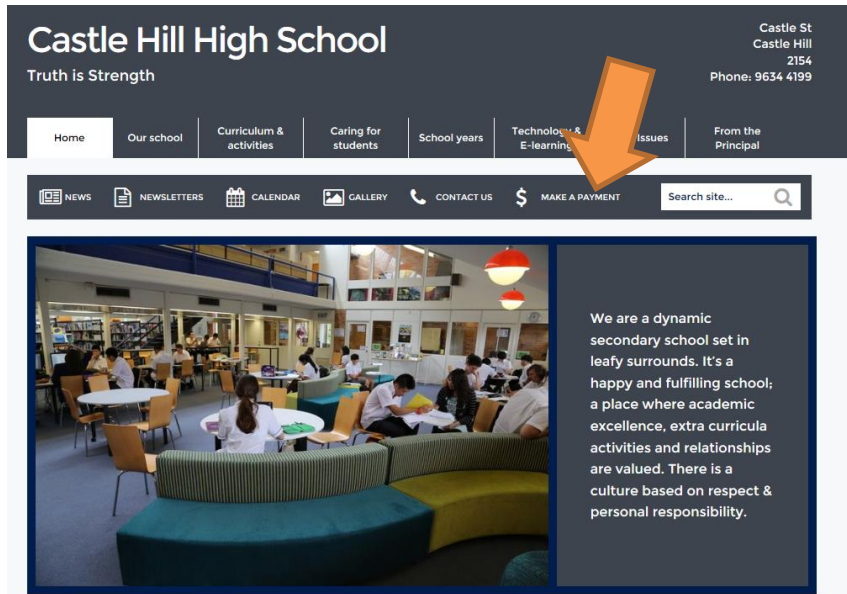 Castle Hill High School
Truth is Strength
Castle St
Castle Hill
2154
Phone: 9634 4199
Home
Our school
Curriculum &
activities
Caring for
students
School years
Technology &
E-learning
Issues
From the
Principal
NEWS
NEWSLETTERS
CALENDAR
GALLERY
CONTACT US
$ MAKE A PAYMENT
Search site...
We are a dynamic
secondary school set in
leafy surrounds. It's a
happy and fulfilling school;
a place where academic
excellence, extra curricula
activities and relationships
are valued. There is a
culture based on respect &
personal responsibility.